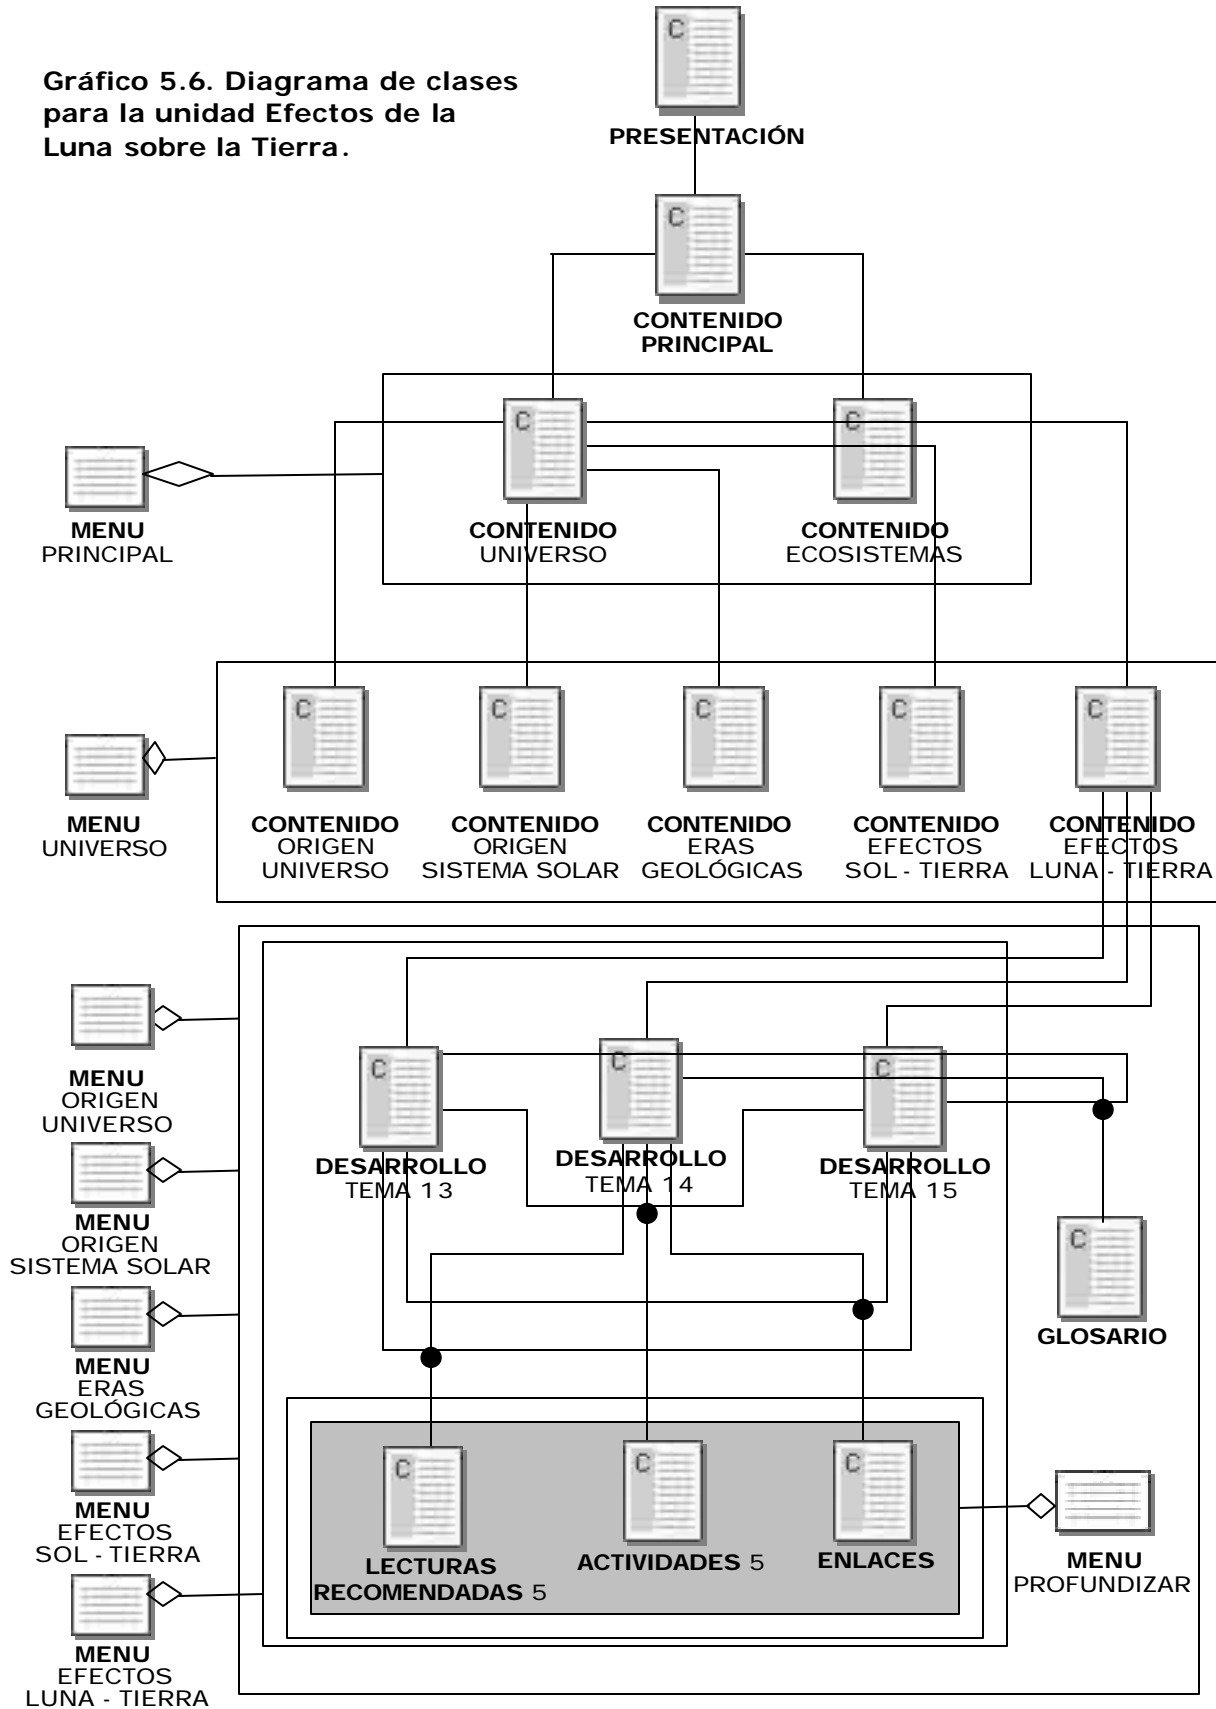 Gráfico 5.6. Diagrama de clases
para la unidad Efectos de la
Luna sobre la Tierra.
C
PRESENTACIÓN
C
CONTENIDO
PRINCIPAL
C
C
MENU
PRINCIPAL
CONTENIDO
UNIVERSO
CONTENIDO
ECOSISTEMAS
C
C
C
C
C
MENU
UNIVERSO
CONTENIDO
ORIGEN
UNIVERSO
CONTENIDO
ORIGEN
SISTEMA SOLAR
CONTENIDO
ERAS
GEOLÓGICAS
CONTENIDO
EFECTOS
SOL - TIERRA
CONTENIDO
EFECTOS
LUNA - TIERRA
MENU
ORIGEN
UNIVERSO
C
C
C
DESARROLLO
TEMA 13
DESARROLLO
TEMA 14
DESARROLLO
TEMA 15
MENU
ORIGEN
SISTEMA SOLAR
C
GLOSARIO
MENU
ERAS
GEOLÓGICAS
C
C
C
MENU
EFECTOS
SOL - TIERRA
LECTURAS
RECOMENDADAS 5
ACTIVIDADES 5
ENLACES
MENU
PROFUNDIZAR
MENU
EFECTOS
LUNA - TIERRA